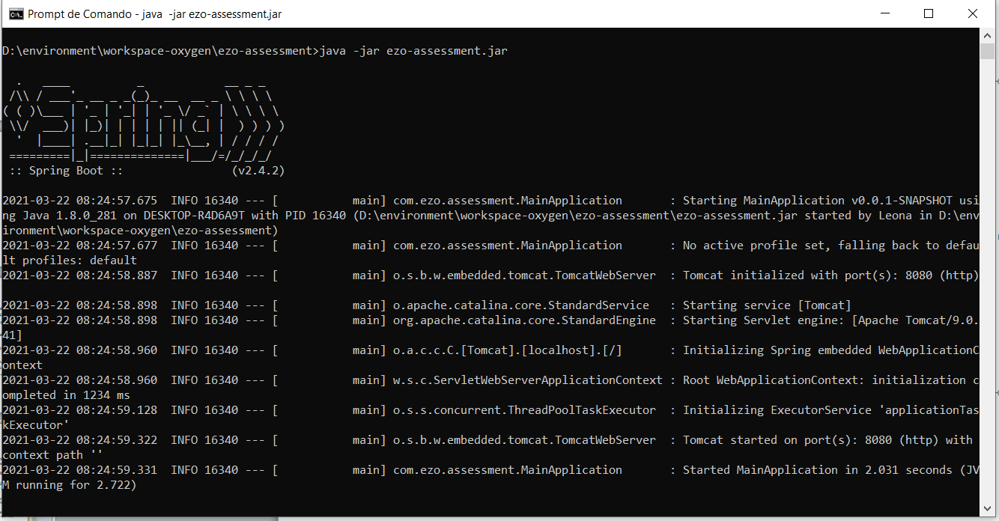 Prompt de Comando - java  -jar ezo-assessment.jar
D:\environment\workspace-oxygen\ezo-assessment>java -jar ezo-assessment.jar
  .   ____          _            __ _ _
 /\\ / ___'_ __ _ _(_)_ __  __ _ \ \ \ \
( ( )\___ | '_ | '_| | '_ \/ _` | \ \ \ \
 \\/  ___)| |_)| | | | | || (_| |  ) ) ) )
  '  |____| .__|_| |_|_| |_\__, | / / / /
 =========|_|==============|___/=/_/_/_/
 :: Spring Boot ::                (v2.4.2)
2021-03-22 08:24:57.675  INFO 16340 --- [           main] com.ezo.assessment.MainApplication       : Starting MainApplication v0.0.1-SNAPSHOT usi
ng Java 1.8.0_281 on DESKTOP-R4D6A9T with PID 16340 (D:\environment\workspace-oxygen\ezo-assessment\ezo-assessment.jar started by Leona in D:\env
ironment\workspace-oxygen\ezo-assessment)
2021-03-22 08:24:57.677  INFO 16340 --- [           main] com.ezo.assessment.MainApplication       : No active profile set, falling back to defau
lt profiles: default
2021-03-22 08:24:58.887  INFO 16340 --- [           main] o.s.b.w.embedded.tomcat.TomcatWebServer  : Tomcat initialized with port(s): 8080 (http)
2021-03-22 08:24:58.898  INFO 16340 --- [           main] o.apache.catalina.core.StandardService   : Starting service [Tomcat]
2021-03-22 08:24:58.898  INFO 16340 --- [           main] org.apache.catalina.core.StandardEngine  : Starting Servlet engine: [Apache Tomcat/9.0.
41]
2021-03-22 08:24:58.960  INFO 16340 --- [           main] o.a.c.c.C.[Tomcat].[localhost].[/]       : Initializing Spring embedded WebApplicationC
ontext
2021-03-22 08:24:58.960  INFO 16340 --- [           main] w.s.c.ServletWebServerApplicationContext : Root WebApplicationContext: initialization c
ompleted in 1234 ms
2021-03-22 08:24:59.128  INFO 16340 --- [           main] o.s.s.concurrent.ThreadPoolTaskExecutor  : Initializing ExecutorService 'applicationTas
kExecutor'
2021-03-22 08:24:59.322  INFO 16340 --- [           main] o.s.b.w.embedded.tomcat.TomcatWebServer  : Tomcat started on port(s): 8080 (http) with
context path ''
2021-03-22 08:24:59.331  INFO 16340 --- [           main] com.ezo.assessment.MainApplication       : Started MainApplication in 2.031 seconds (JV
M running for 2.722)